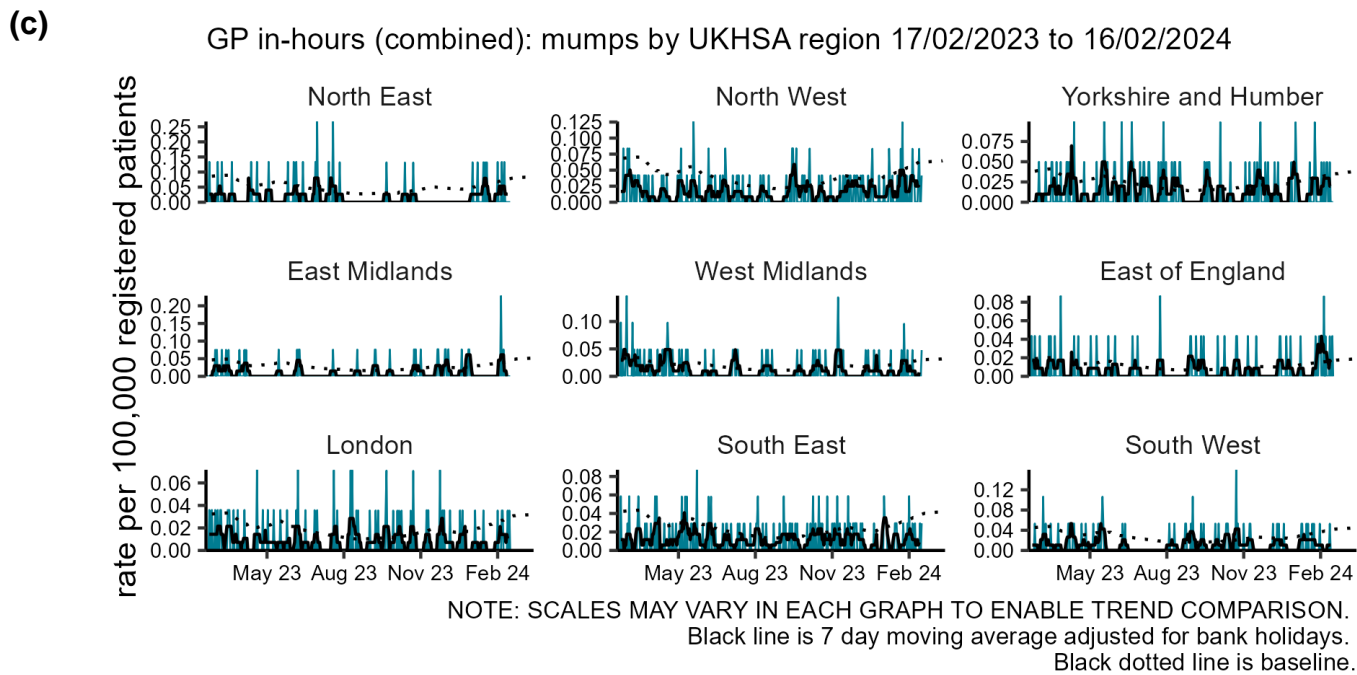 (c)
GP in-hours (combined): mumps by UKHSA region 17/02/2023 to 16/02/2024
rate per 100,000 registered patients
North East
0.25
0.20
0.15
0.10
0.05
0.00
North West
0.125
0.100
0.075
0.050
0.025
0.000
Yorkshire and Humber
0.075
0.050
0.025
0.000
East Midlands
0.20
0.15
0.10
0.05
0.00
West Midlands
0.10
0.05
0.00
East of England
0.08
0.06
0.04
0.02
0.00
London
0.06
0.04
0.02
0.00
May 23 Aug 23 Nov 23 Feb 24
South East
0.08
0.06
0.04
0.02
0.00
May 23 Aug 23 Nov 23 Feb 24
South West
0.12
0.08
0.04
0.00
May 23 Aug 23 Nov 23 Feb 24
NOTE: SCALES MAY VARY IN EACH GRAPH TO ENABLE TREND COMPARISON.
Black line is 7 day moving average adjusted for bank holidays.
Black dotted line is baseline.